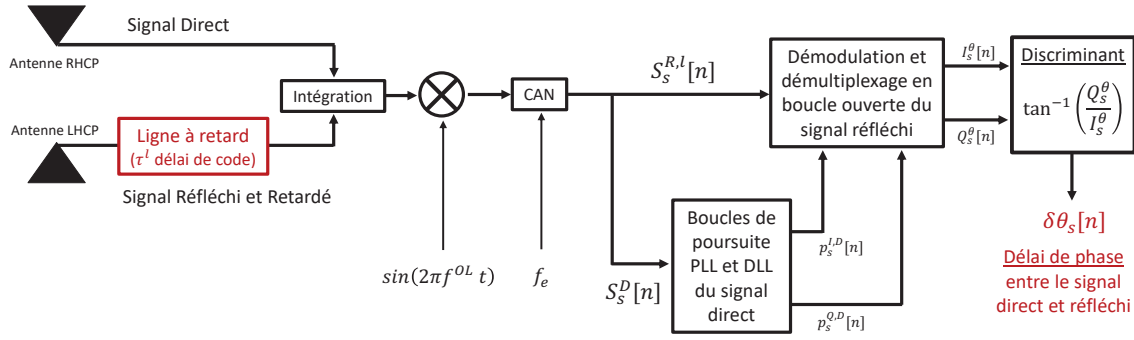 Signal Direct
Antenne RHCP
Antenne LHCP
Ligne à retard
(τ^l délai de code)
Signal Réfléchi et Retardé
Intégration
sin(2πf^{OL} t)
CAN
f_e
S_s^{R,l}[n]
S_s^D[n]
Boucles de
poursuite
PLL et DLL
du signal
direct
p_s^{I,D}[n]
p_s^{Q,D}[n]
Démodulation et
démultiplexage en
boucle ouverte du
signal réfléchi
I_s^θ[n]
Q_s^θ[n]
Discriminant
tan^{-1}(Q_s^θ / I_s^θ)
δθ_s[n]
Délai de phase
entre le signal
direct et réfléchi